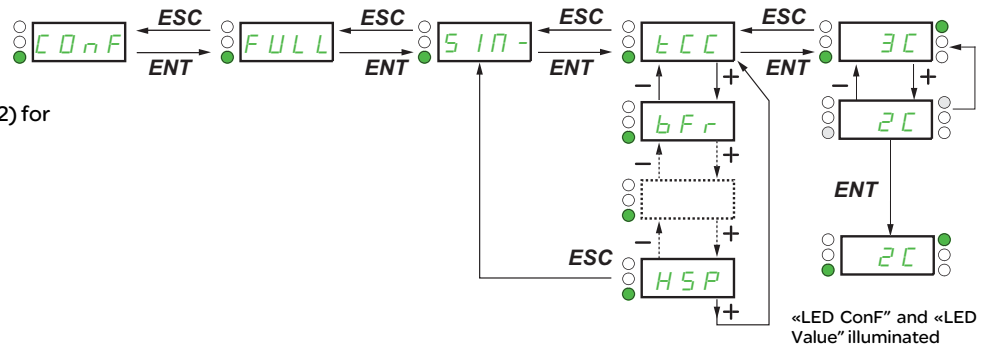 ESC ESC ESC ESC
COnF FULL SIM- tCC 3C
ENT ENT ENT ENT
2) for
— + — +
bFr 2C
— +
ENT
— +
ESC
HSP 2C
+
«LED ConF” and «LED
Value” illuminated